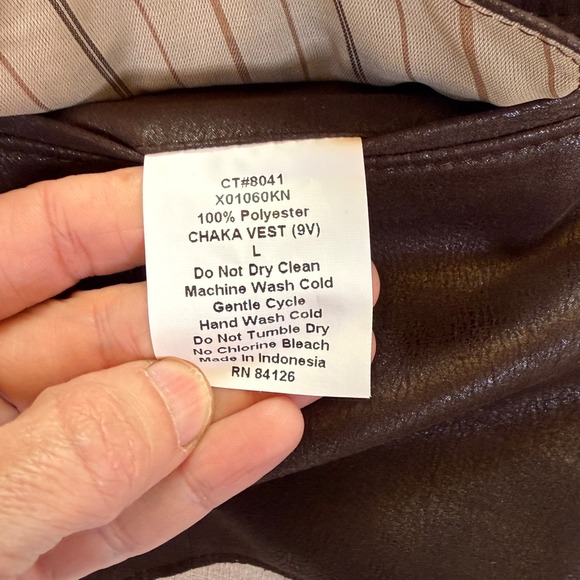 CT#8041
X01060KN
100% Polyester
CHAKA VEST (9V)
L
Do Not Dry Clean
Machine Wash Cold
Gentle Cycle
Hand Wash Cold
Do Not Tumble Dry
No Chlorine Bleach
Made In Indonesia
RN 84126